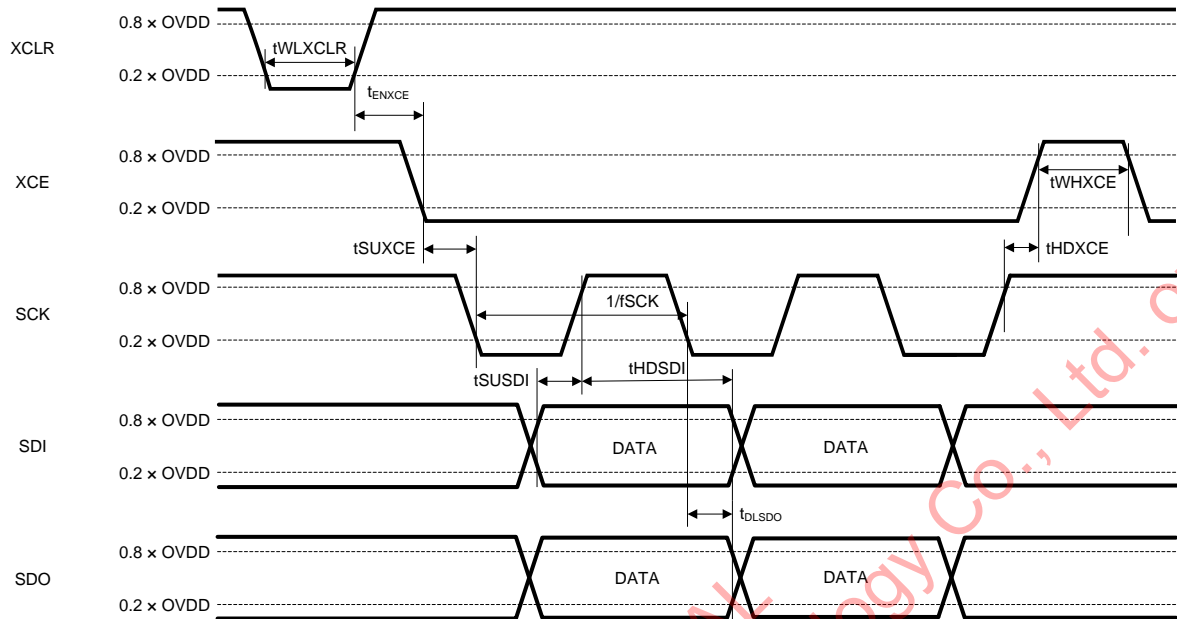 0.8 × OVDD
XCLR
tWLXCLR
0.2 × OVDD
tENXCE
0.8 × OVDD
XCE
tWHXCE
0.2 × OVDD
tSUXCE
tHDXCE
0.8 × OVDD
1/fSCK
SCK
0.2 × OVDD
tSUSDI
tHDSDI
0.8 × OVDD
SDI
DATA
DATA
0.2 × OVDD
tDLSDO
0.8 × OVDD
SDO
DATA
DATA
0.2 × OVDD
Co., Ltd.